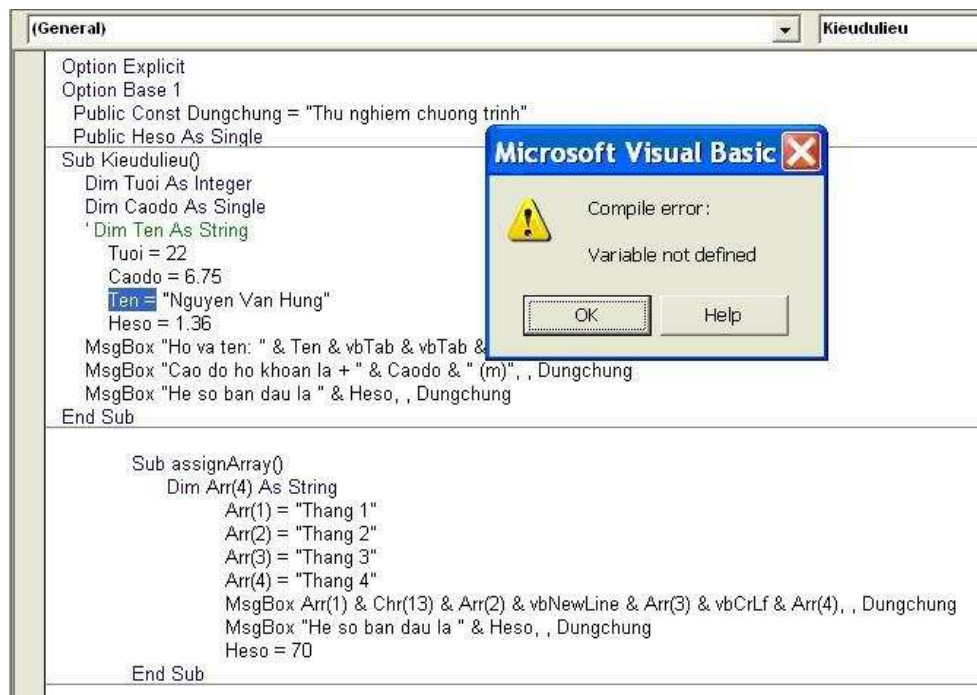 (General)
Kieudulieu
Option Explicit
Option Base 1
Public Const Dungchung = "Thu nghiem chuong trinh"
Public Heso As Single
Sub Kieudulieu()
Dim Tuoi As Integer
Dim Caodo As Single
' Dim Ten As String
Tuoi = 22
Caodo = 6.75
Ten = "Nguyen Van Hung"
Heso = 1.36
MsgBox "Ho va ten: " & Ten & vbTab & vbTab &
MsgBox "Cao do ho khoan la + " & Caodo & " (m)", , Dungchung
MsgBox "He so ban dau la " & Heso, , Dungchung
End Sub
Microsoft Visual Basic
Compile error:
Variable not defined
OK
Help
Sub assignArray()
Dim Arr(4) As String
Arr(1) = "Thang 1"
Arr(2) = "Thang 2"
Arr(3) = "Thang 3"
Arr(4) = "Thang 4"
MsgBox Arr(1) & Chr(13) & Arr(2) & vbNewLine & Arr(3) & vbCrLf & Arr(4), , Dungchung
MsgBox "He so ban dau la " & Heso, , Dungchung
Heso = 70
End Sub